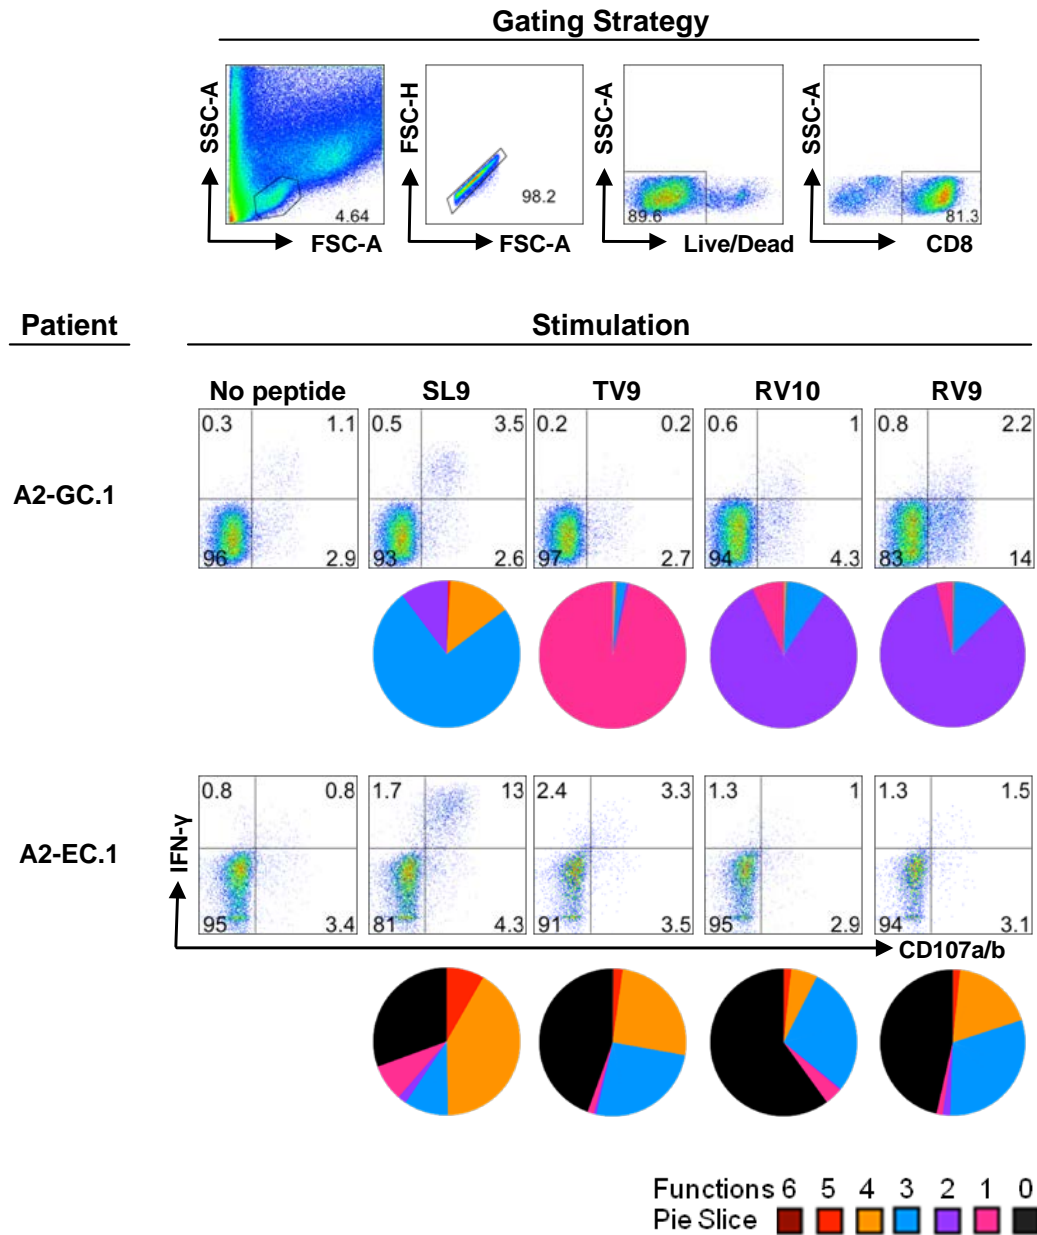 Gating Strategy
SSC-A
FSC-H
SSC-A
SSC-A
4.64
98.2
89.6
81.3
FSC-A
FSC-A
Live/Dead
CD8
Patient
Stimulation
No peptide
SL9
TV9
RV10
RV9
A2-GC.1
0.3 1.1
96 2.9
0.5 3.5
93 2.6
0.2 0.2
97 2.7
0.6 1
94 4.3
0.8 2.2
83 14
A2-EC.1
IFN-γ
0.8 0.8
95 3.4
1.7 13
81 4.3
2.4 3.3
91 3.5
1.3 1
95 2.9
1.3 1.5
94 3.1
CD107a/b
Functions 6 5 4 3 2 1 0
Pie Slice